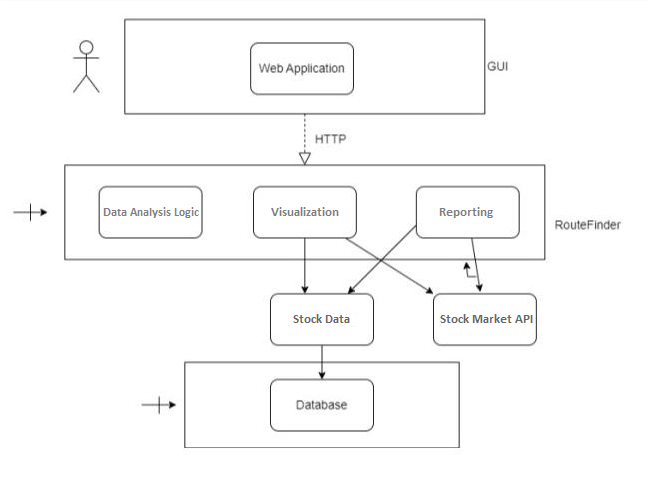 Web Application
GUI
HTTP
Data Analysis Logic
Visualization
Reporting
RouteFinder
Stock Data
Stock Market API
Database